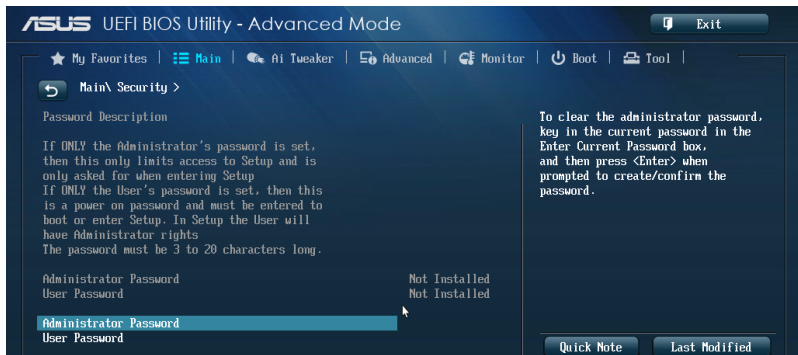 ASUS UEFI BIOS Utility - Advanced Mode
Exit
My Favorites | Main | Ai Tweaker | Advanced | Monitor | Boot | Tool |
Main\ Security >
Password Description
If ONLY the Administrator's password is set,
then this only limits access to Setup and is
only asked for when entering Setup
If ONLY the User's password is set, then this
is a power on password and must be entered to
boot or enter Setup. In Setup the User will
have Administrator rights
The password must be 3 to 20 characters long.
Administrator Password Not Installed
User Password Not Installed
Administrator Password
User Password
To clear the administrator password,
key in the current password in the
Enter Current Password box,
and then press <Enter> when
prompted to create/confirm the
password.
Quick Note
Last Modified